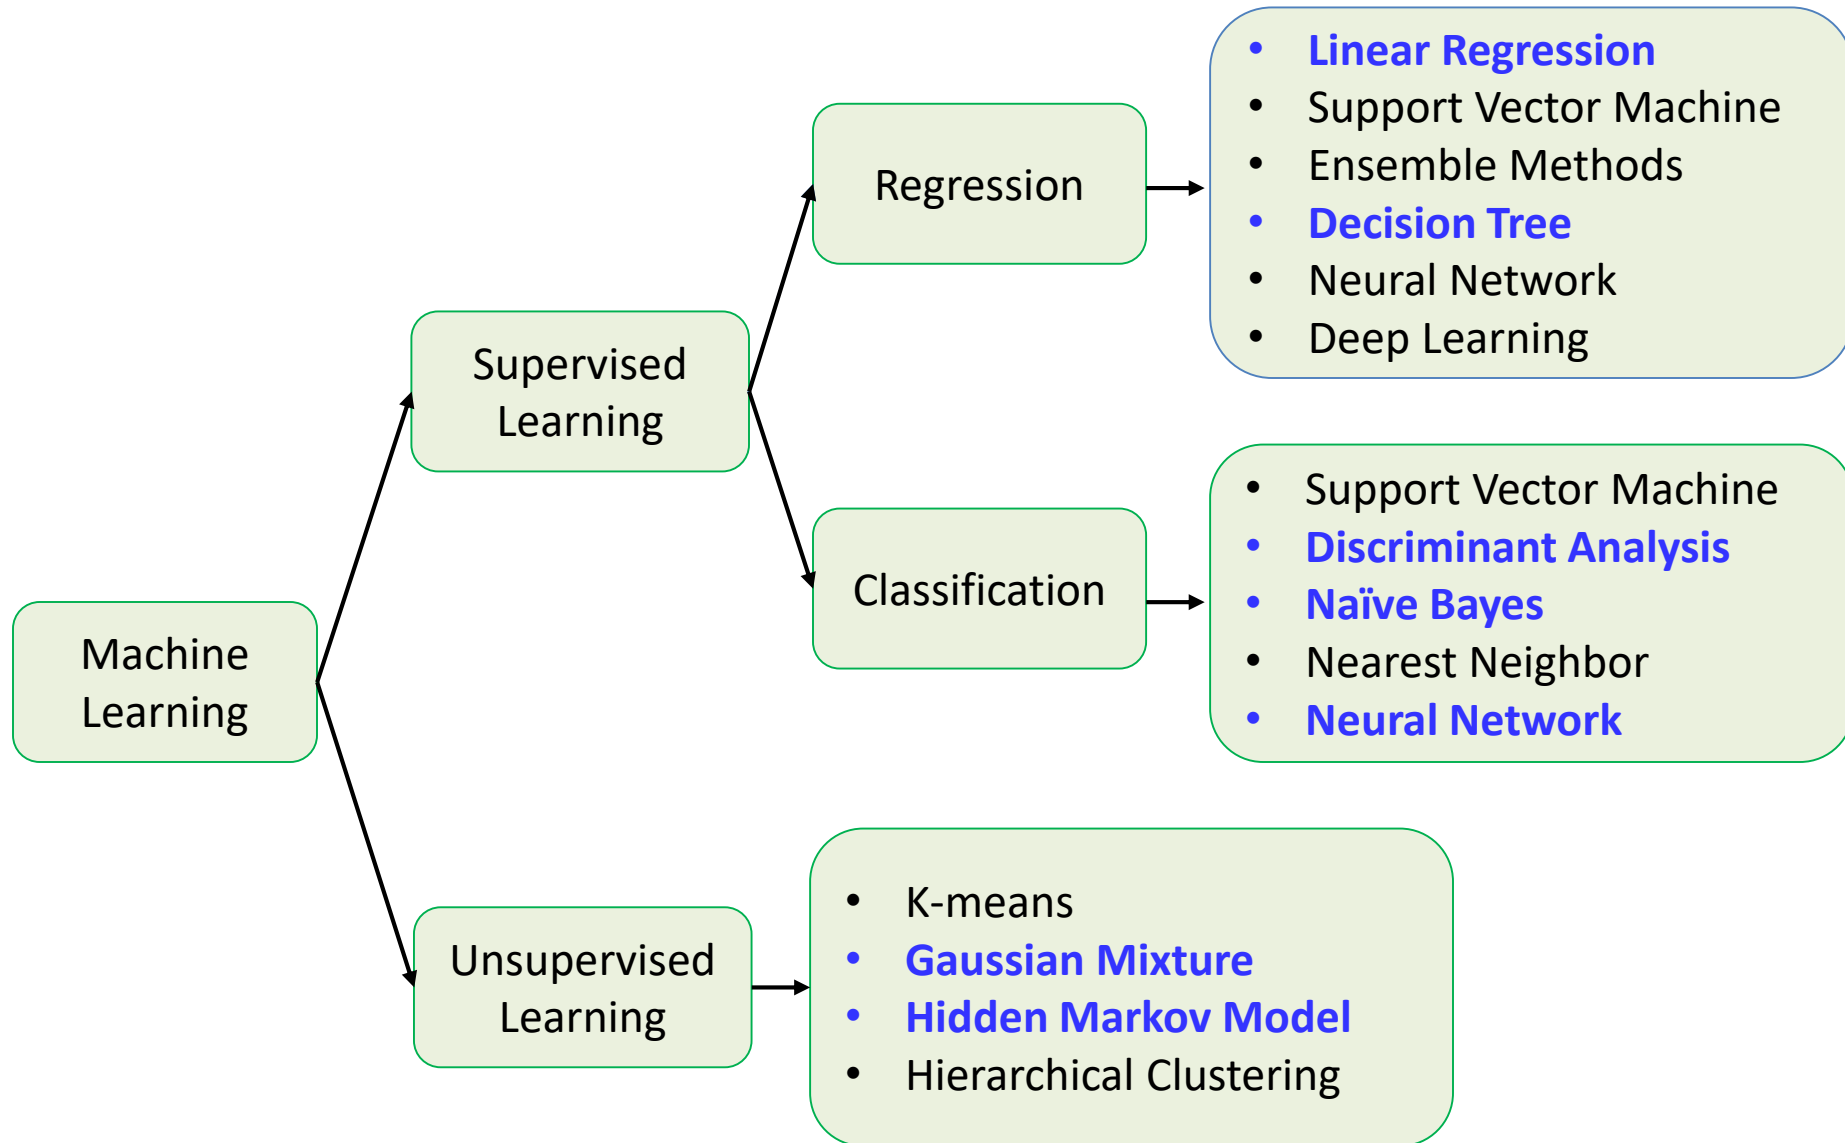 Machine
Learning
Supervised
Learning
Regression
• Linear Regression
• Support Vector Machine
• Ensemble Methods
• Decision Tree
• Neural Network
• Deep Learning
Classification
• Support Vector Machine
• Discriminant Analysis
• Naïve Bayes
• Nearest Neighbor
• Neural Network
Unsupervised
Learning
• K-means
• Gaussian Mixture
• Hidden Markov Model
• Hierarchical Clustering